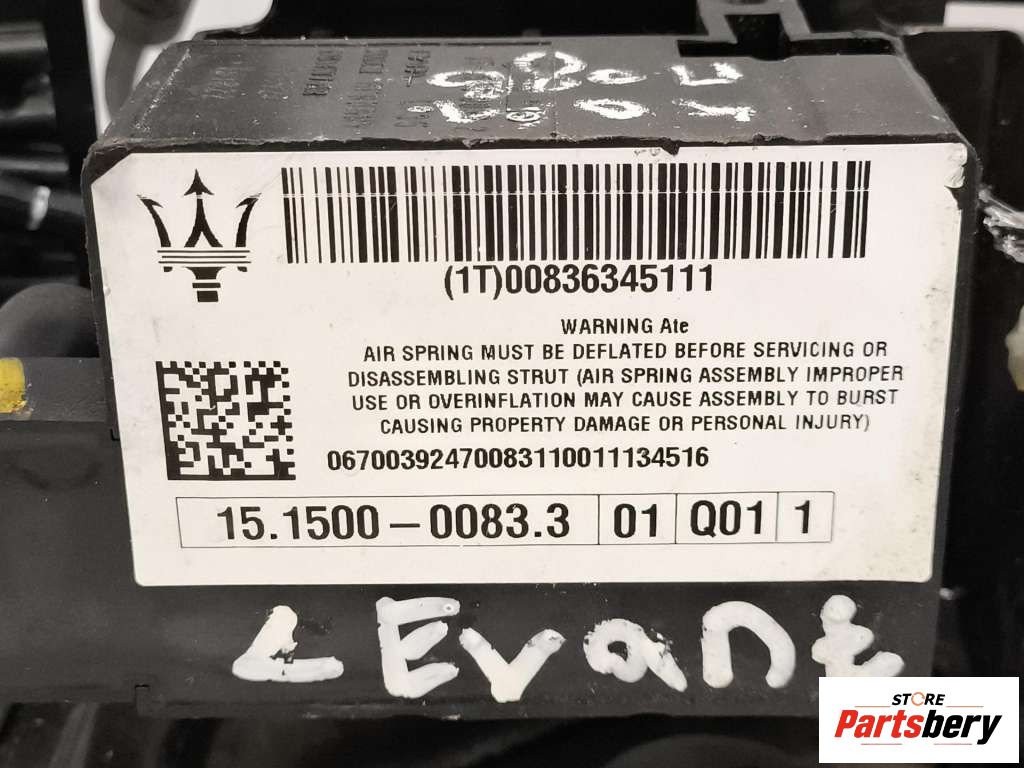 (1T)00836345111
WARNING Ate
AIR SPRING MUST BE DEFLATED BEFORE SERVICING OR
DISASSEMBLING STRUT (AIR SPRING ASSEMBLY IMPROPER
USE OR OVERINFLATION MAY CAUSE ASSEMBLY TO BURST
CAUSING PROPERTY DAMAGE OR PERSONAL INJURY)
06700392470083110011134516
15.1500-0083.3 01 Q01 1
LEVANtE
STORE
Partsbery